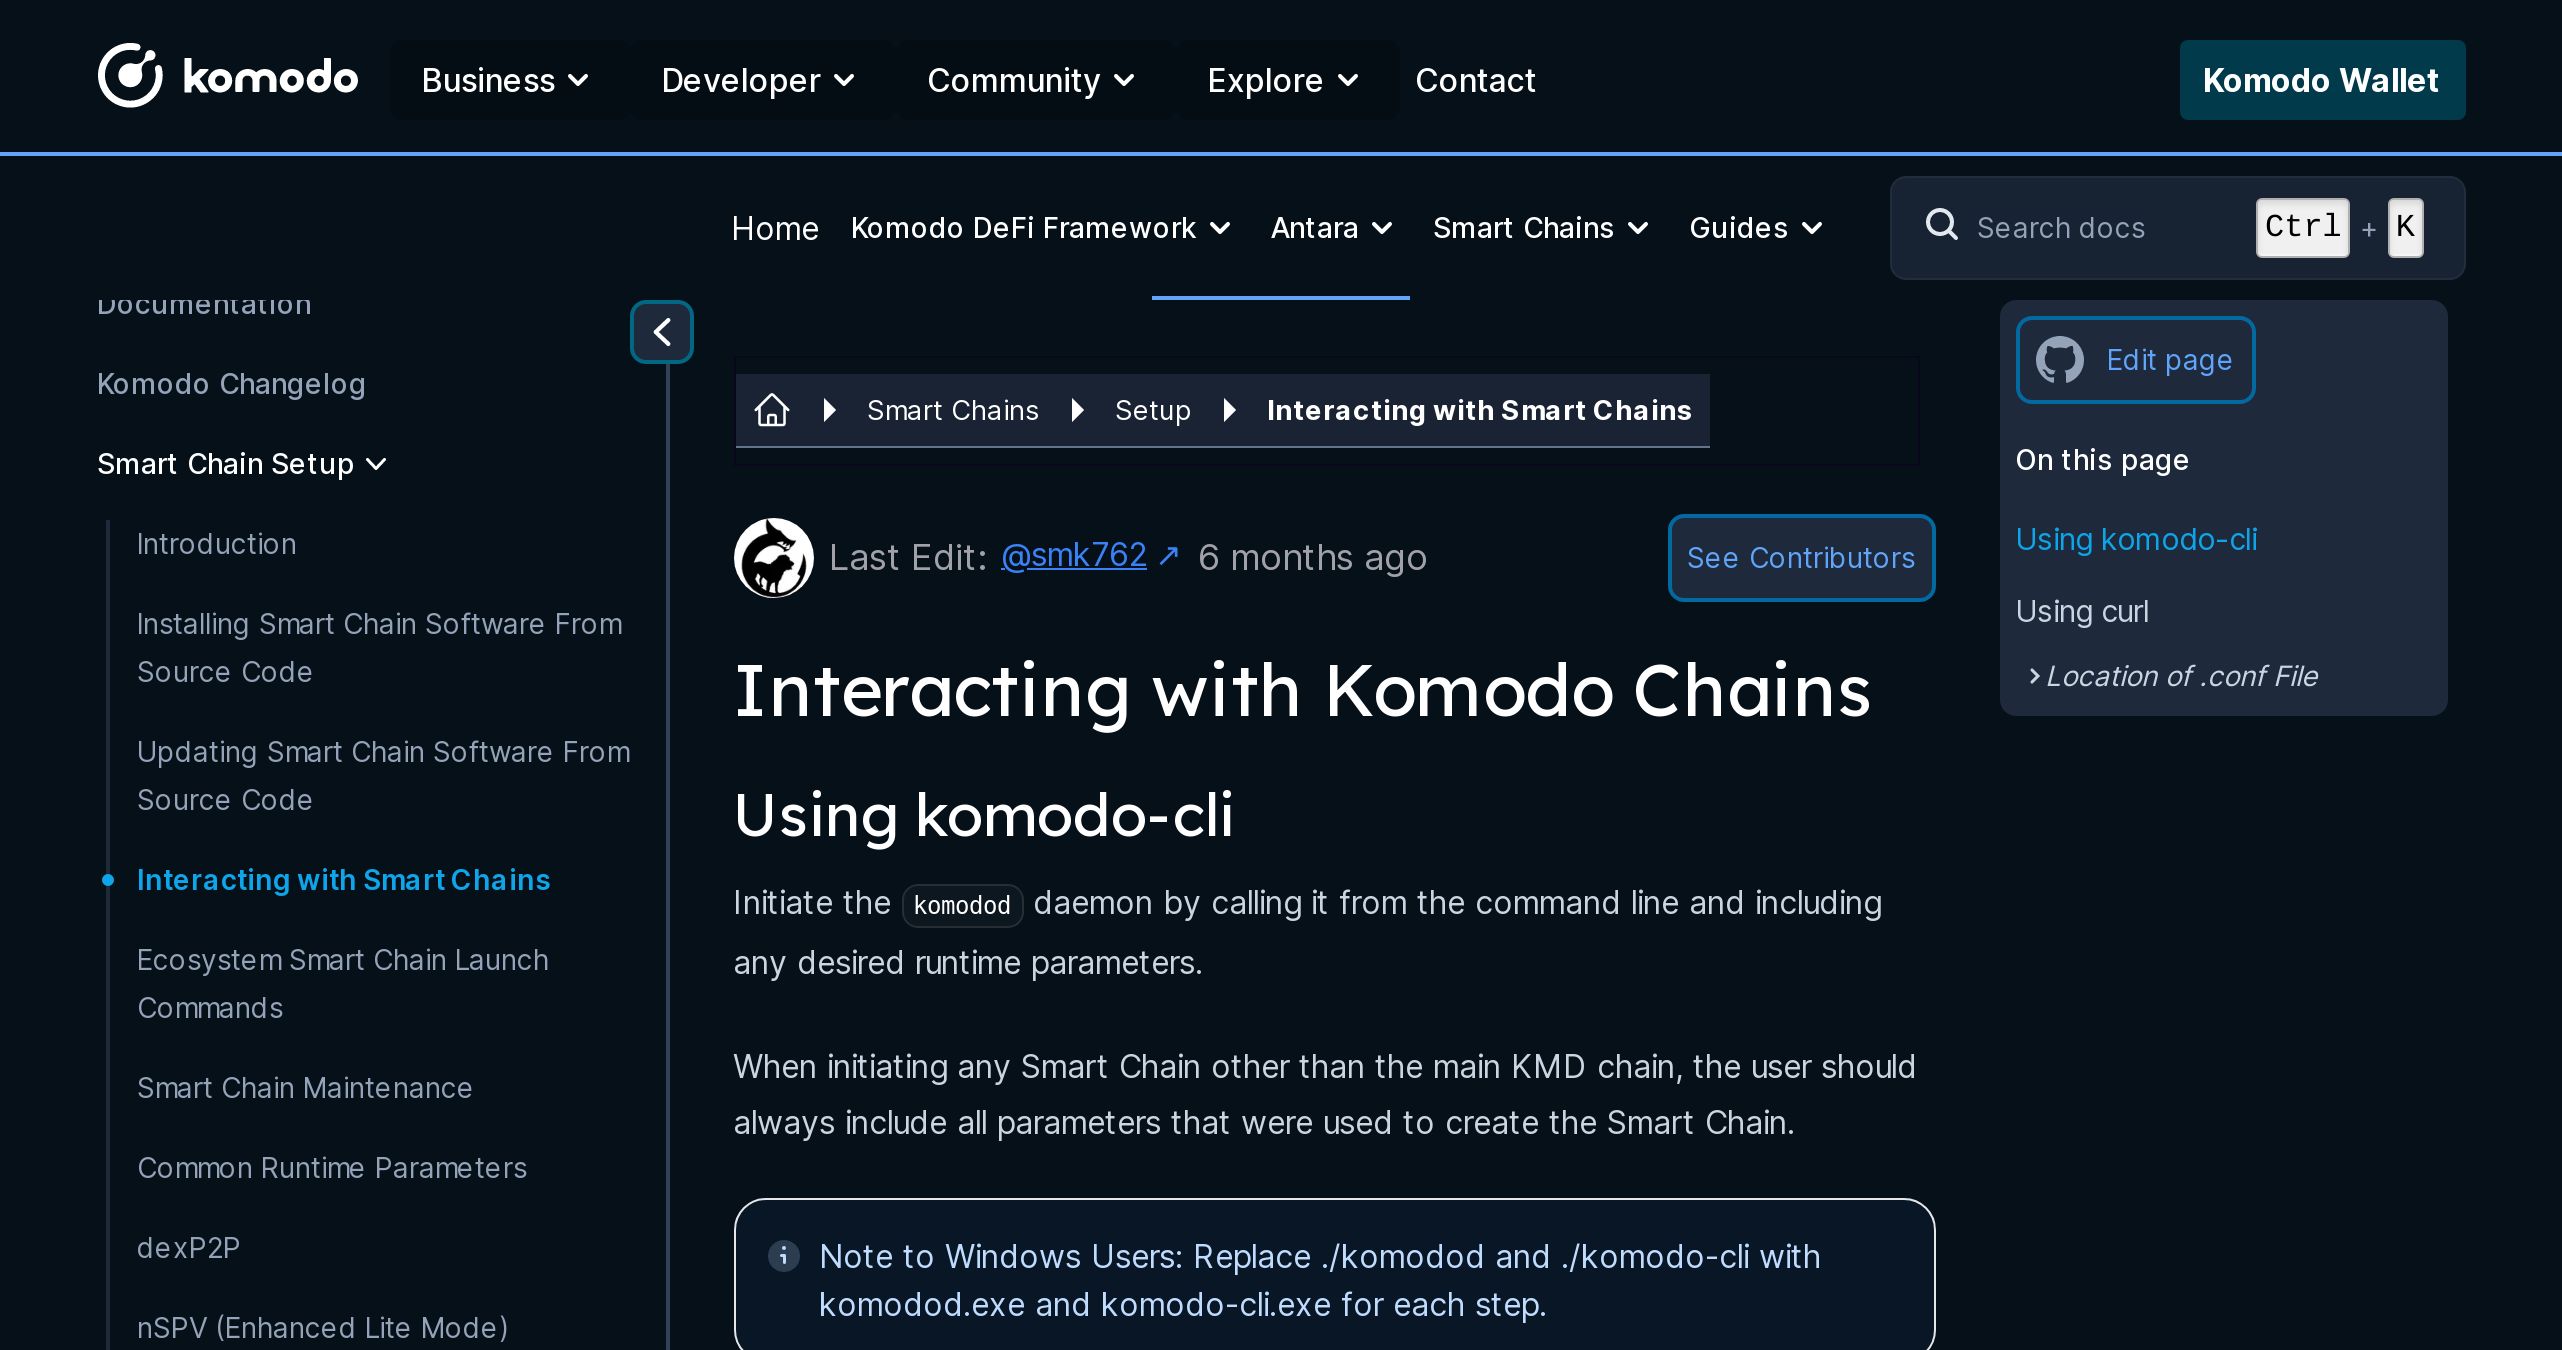 komodo
Business
Developer
Community
Explore
Contact
Komodo Wallet
Home
Komodo DeFi Framework
Antara
Smart Chains
Guides
Search docs
Ctrl + K
Documentation
Komodo Changelog
Smart Chain Setup
Introduction
Installing Smart Chain Software From
Source Code
Updating Smart Chain Software From
Source Code
Interacting with Smart Chains
Ecosystem Smart Chain Launch
Commands
Smart Chain Maintenance
Common Runtime Parameters
dexP2P
nSPV (Enhanced Lite Mode)
Smart Chains
Setup
Interacting with Smart Chains
Last Edit: @smk762 ↗ 6 months ago
See Contributors
Interacting with Komodo Chains
Using komodo-cli
Initiate the komodod daemon by calling it from the command line and including
any desired runtime parameters.
When initiating any Smart Chain other than the main KMD chain, the user should
always include all parameters that were used to create the Smart Chain.
Note to Windows Users: Replace ./komodod and ./komodo-cli with
komodod.exe and komodo-cli.exe for each step.
Edit page
On this page
Using komodo-cli
Using curl
Location of .conf File